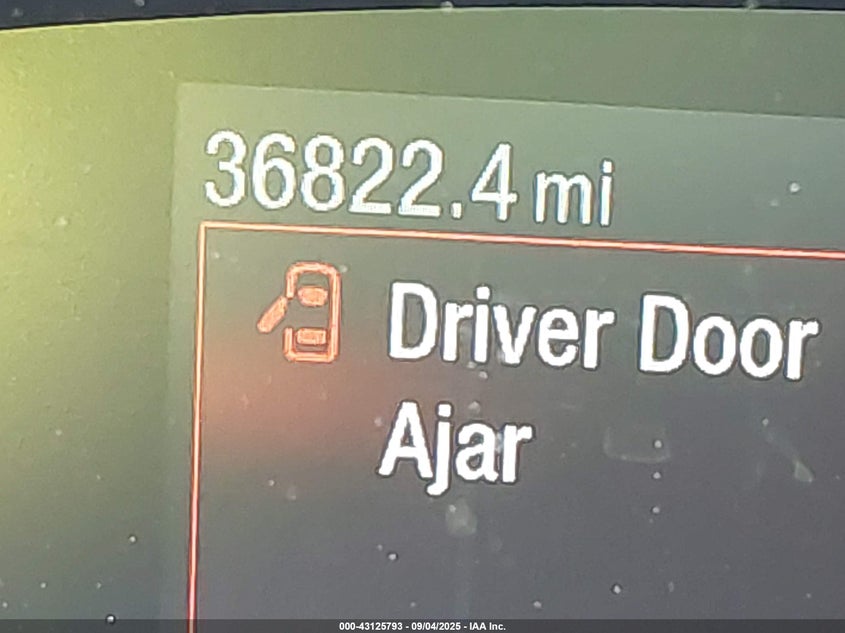 36822.4 mi
Driver Door
Ajar
000-43125793 - 09/04/2025 - IAA Inc.